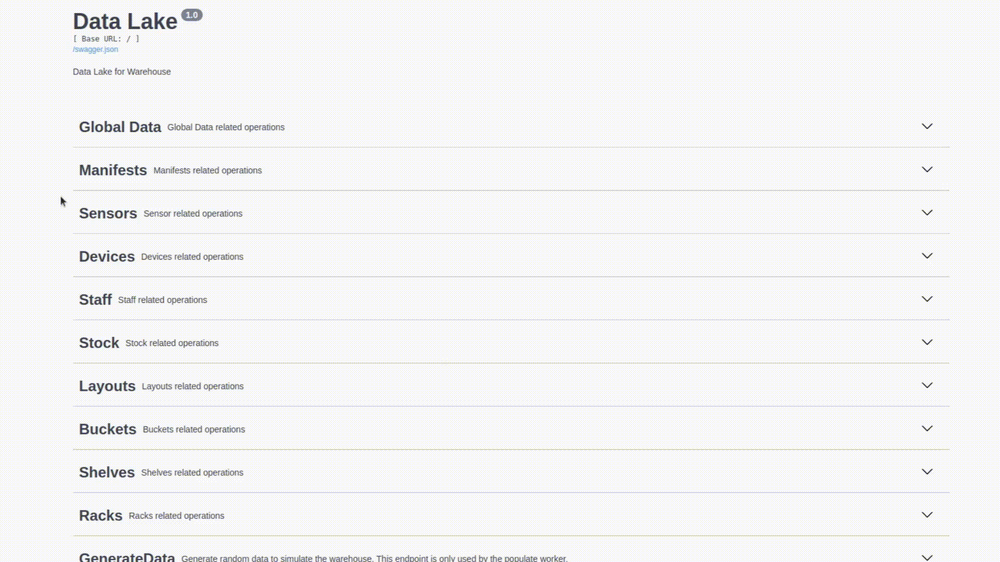 Data Lake 1.0
[ Base URL: / ]
/swagger.json
Data Lake for Warehouse
Global Data Global Data related operations
Manifests Manifests related operations
Sensors Sensor related operations
Devices Devices related operations
Staff Staff related operations
Stock Stock related operations
Layouts Layouts related operations
Buckets Buckets related operations
Shelves Shelves related operations
Racks Racks related operations
GenerateData Generate random data to simulate the warehouse. This endpoint is only used by the populate worker.